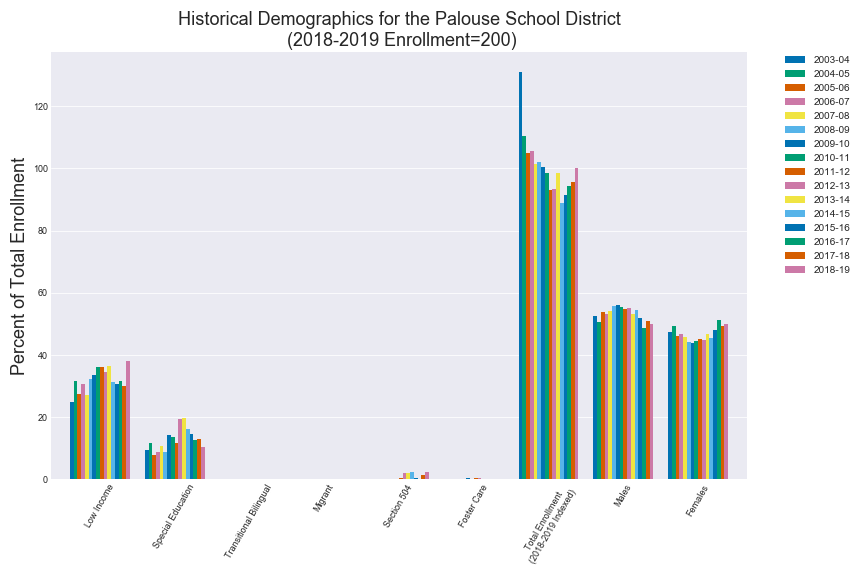 Historical Demographics for the Palouse School District
(2018-2019 Enrollment=200)
Percent of Total Enrollment
120
100
80
60
40
20
0
Low Income
Special Education
Transitional Bilingual
Migrant
Section 504
Foster Care
Total Enrollment
(2018-2019 Indexed)
Males
Females
2003-04
2004-05
2005-06
2006-07
2007-08
2008-09
2009-10
2010-11
2011-12
2012-13
2013-14
2014-15
2015-16
2016-17
2017-18
2018-19